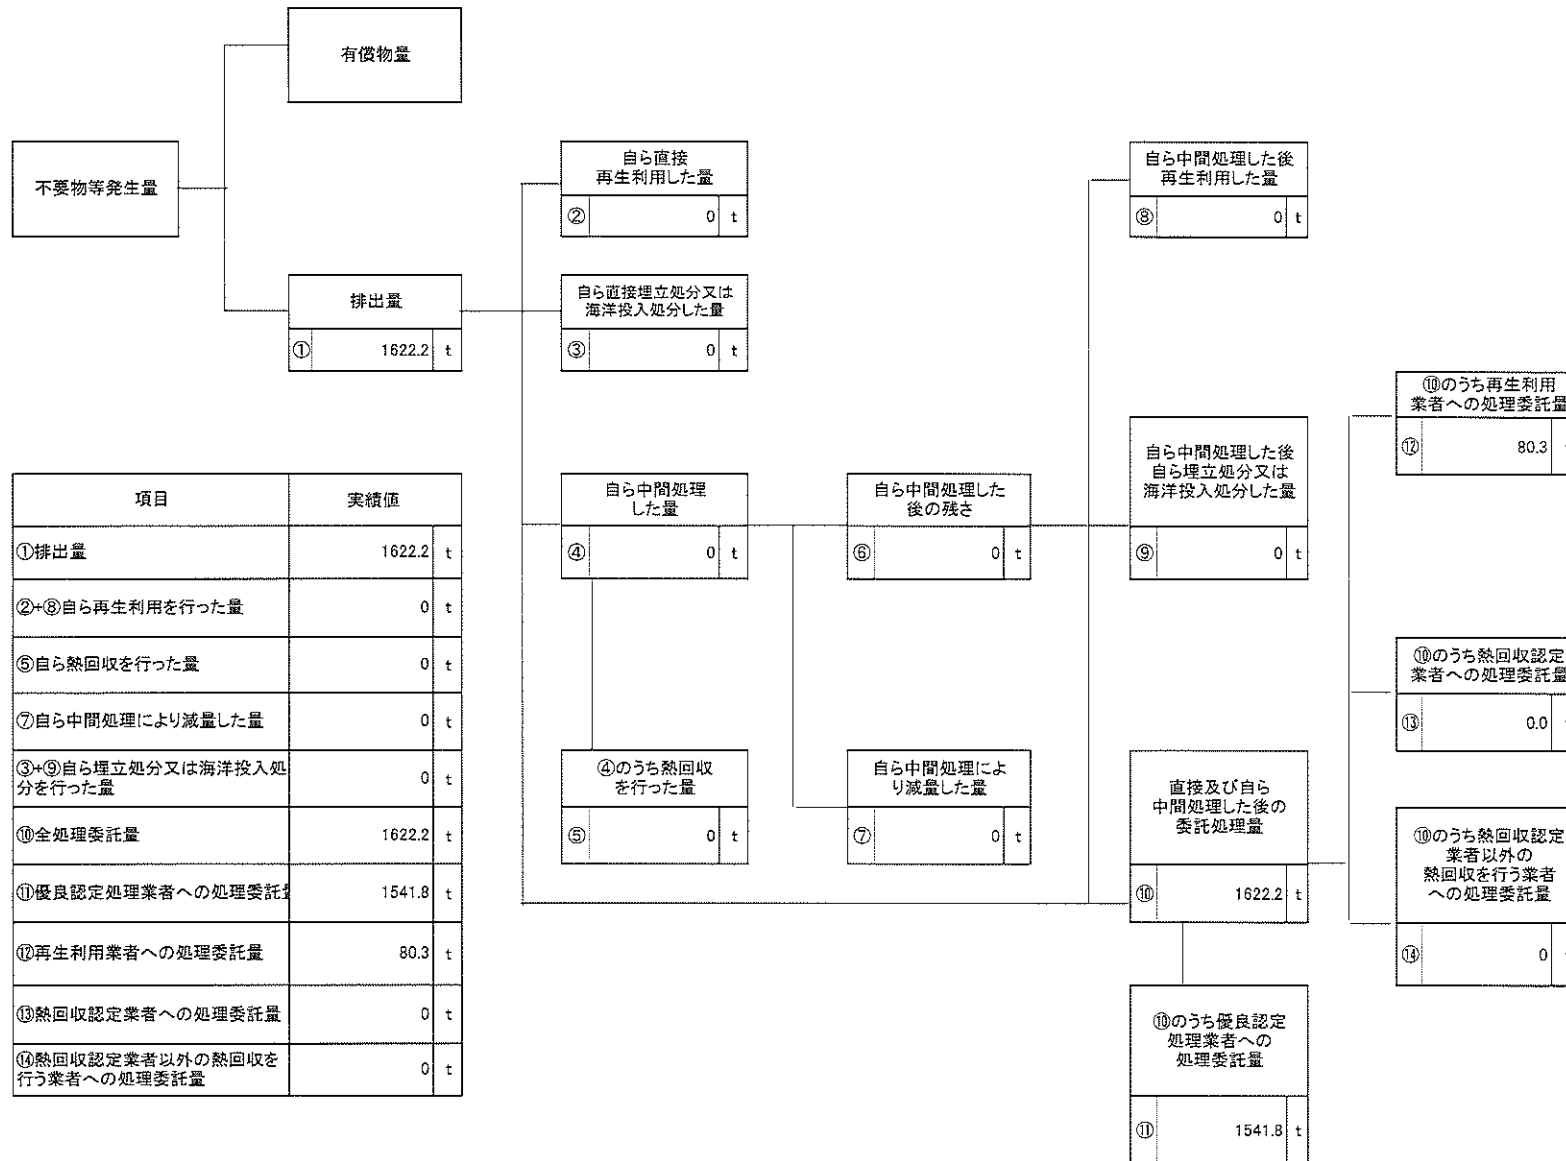 有償物量
不要物等発生量
排出量
① 1622.2 t
自ら直接
再生利用した量
② 0 t
自ら直接埋立処分又は
海洋投入処分した量
③ 0 t
自ら中間処理
した量
④ 0 t
④のうち熱回収
を行った量
⑤ 0 t
自ら中間処理した
後の残さ
⑥ 0 t
自ら中間処理によ
り減量した量
⑦ 0 t
自ら中間処理した後
再生利用した量
⑧ 0 t
自ら中間処理した後
自ら埋立処分又は
海洋投入処分した量
⑨ 0 t
直接及び自ら
中間処理した後の
委託処理量
⑩ 1622.2 t
⑩のうち優良認定
処理業者への
処理委託量
⑪ 1541.8 t
⑩のうち再生利用
業者への処理委託量
⑫ 80.3
⑩のうち熱回収認定
業者への処理委託量
⑬ 0.0
⑩のうち熱回収認定
業者以外の
熱回収を行う業者
への処理委託量
⑭ 0
項目 実績値
①排出量 1622.2 t
②+⑧自ら再生利用を行った量 0 t
⑤自ら熱回収を行った量 0 t
⑦自ら中間処理により減量した量 0 t
③+⑨自ら埋立処分又は海洋投入処
分を行った量 0 t
⑩全処理委託量 1622.2 t
⑪優良認定処理業者への処理委託量 1541.8 t
⑫再生利用業者への処理委託量 80.3 t
⑬熱回収認定業者への処理委託量 0 t
⑭熱回収認定業者以外の熱回収を
行う業者への処理委託量 0 t